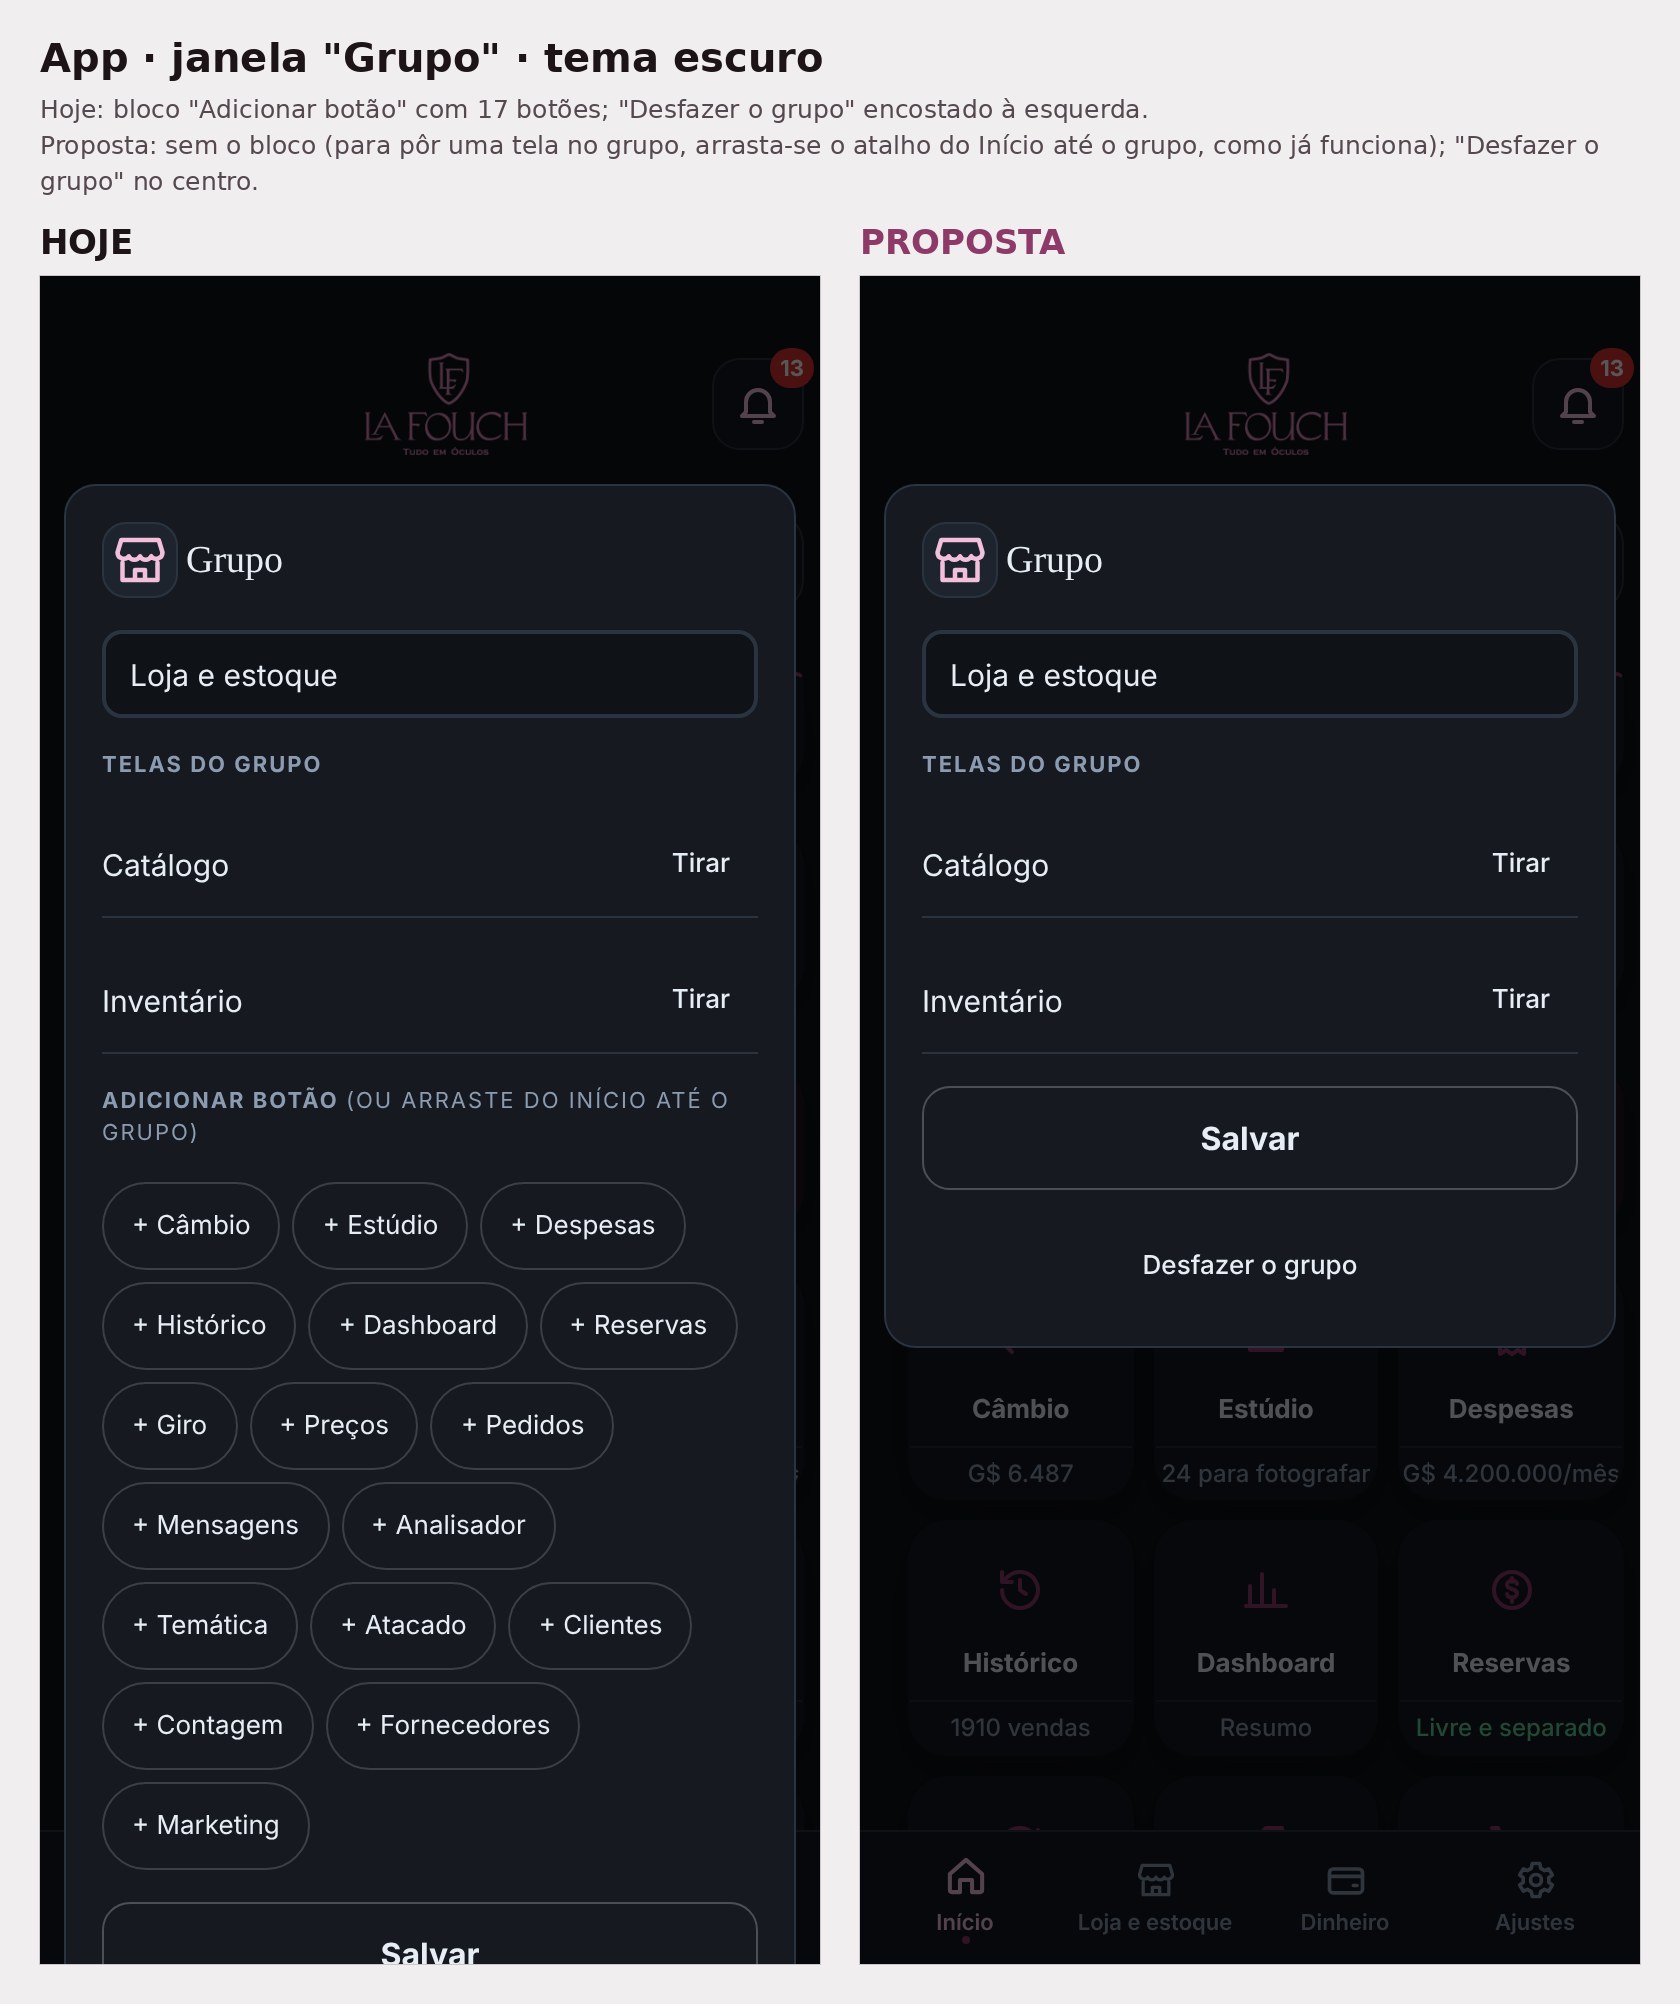 App · janela "Grupo" · tema escuro
Hoje: bloco "Adicionar botão" com 17 botões; "Desfazer o grupo" encostado à esquerda.
Proposta: sem o bloco (para pôr uma tela no grupo, arrasta-se o atalho do Início até o grupo, como já funciona); "Desfazer o
grupo" no centro.
HOJE
13
LF
LA FOUCH
TUDO EM ÓCULOS
Grupo
Loja e estoque
TELAS DO GRUPO
Catálogo Tirar
Inventário Tirar
ADICIONAR BOTÃO (OU ARRASTE DO INÍCIO ATÉ O
GRUPO)
+ Câmbio + Estúdio + Despesas
+ Histórico + Dashboard + Reservas
+ Giro + Preços + Pedidos
+ Mensagens + Analisador
+ Temática + Atacado + Clientes
+ Contagem + Fornecedores
+ Marketing
Salvar
PROPOSTA
13
LF
LA FOUCH
TUDO EM ÓCULOS
Grupo
Loja e estoque
TELAS DO GRUPO
Catálogo Tirar
Inventário Tirar
Salvar
Desfazer o grupo
Câmbio Estúdio Despesas
G$ 6.487 24 para fotografar G$ 4.200.000/mês
Histórico Dashboard Reservas
1910 vendas Resumo Livre e separado
Início Loja e estoque Dinheiro Ajustes